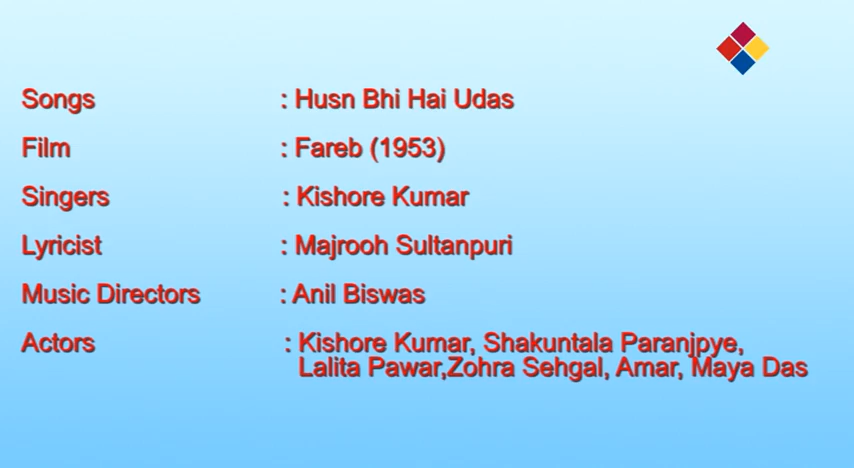 Songs : Husn Bhi Hai Udas
Film : Fareb (1953)
Singers : Kishore Kumar
Lyricist : Majrooh Sultanpuri
Music Directors : Anil Biswas
Actors : Kishore Kumar, Shakuntala Paranjpye,
Lalita Pawar,Zohra Sehgal, Amar, Maya Das